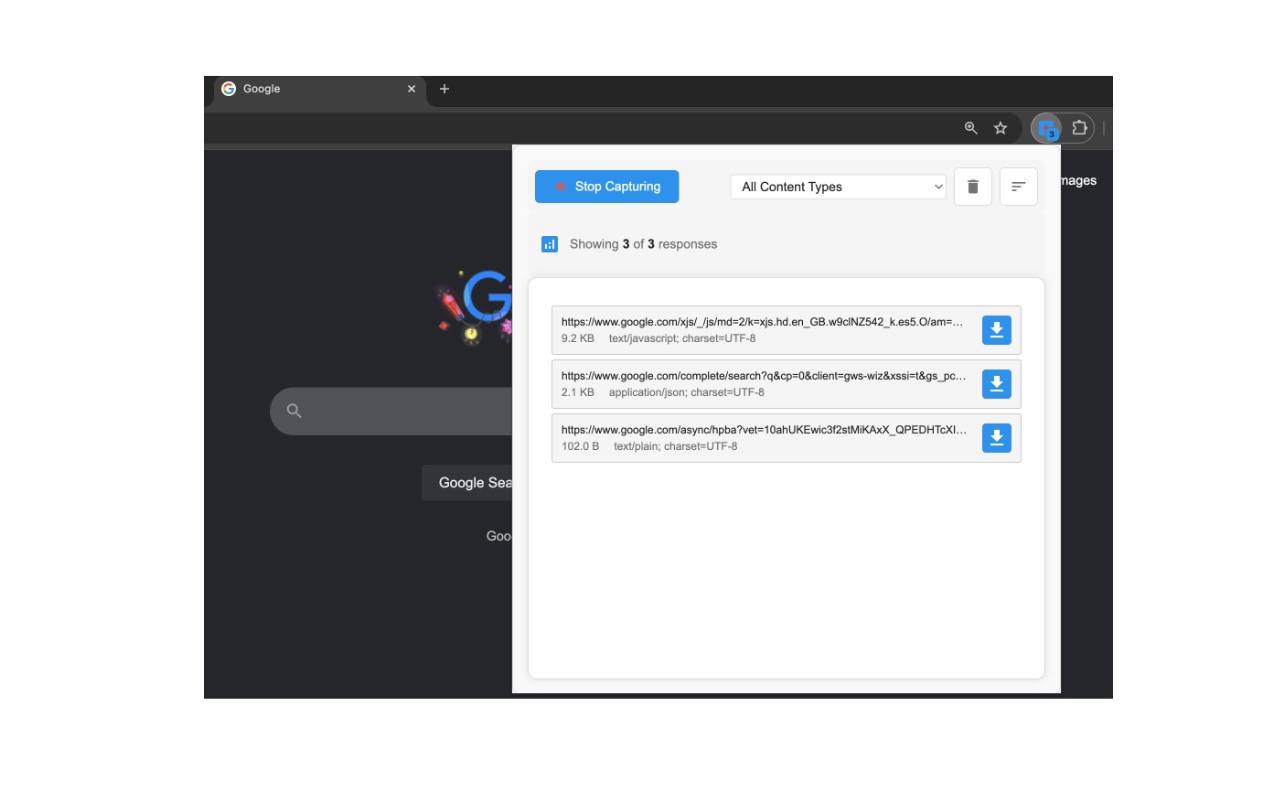 Google
3
mages
Stop Capturing
All Content Types
Showing 3 of 3 responses
https://www.google.com/xjs/_/js/md=2/k=xjs.hd.en_GB.w9clNZ542_k.es5.O/am=...
9.2 KB text/javascript; charset=UTF-8
https://www.google.com/complete/search?q&cp=0&client=gws-wiz&xssi=t&gs_pc...
2.1 KB application/json; charset=UTF-8
https://www.google.com/async/hpba?vet=10ahUKEwic3f2stMiKAxX_QPEDHTcXI...
102.0 B text/plain; charset=UTF-8
G
Google Sea
Goo